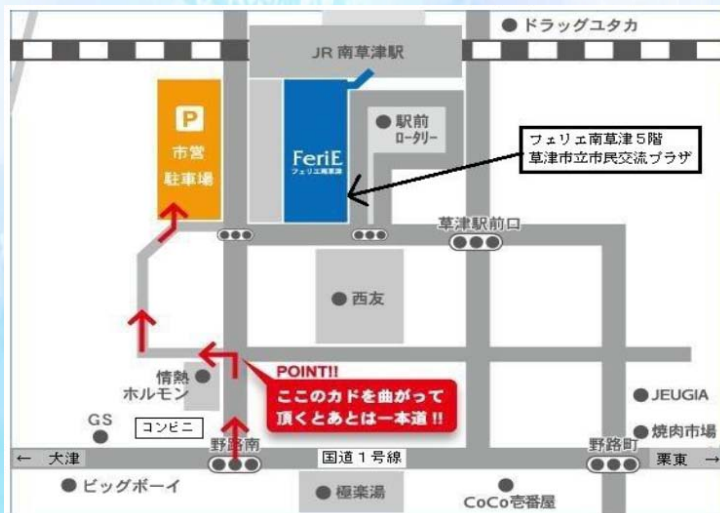 ドラッグユタカ
JR 南草津駅
P
市営
駐車場
FeriE
フェリエ南草津
駅前
ロータリー
フェリエ南草津5階
草津市立市民交流プラザ
草津駅前口
西友
情熱
ホルモン
POINT!!
ここのカドを曲がって
頂くとあとは一本道!!
JEUGIA
GS
コンビニ
焼肉市場
野路南
野路町
← 大津
国道1号線
栗東 →
ビッグボーイ
極楽湯
CoCo壱番屋